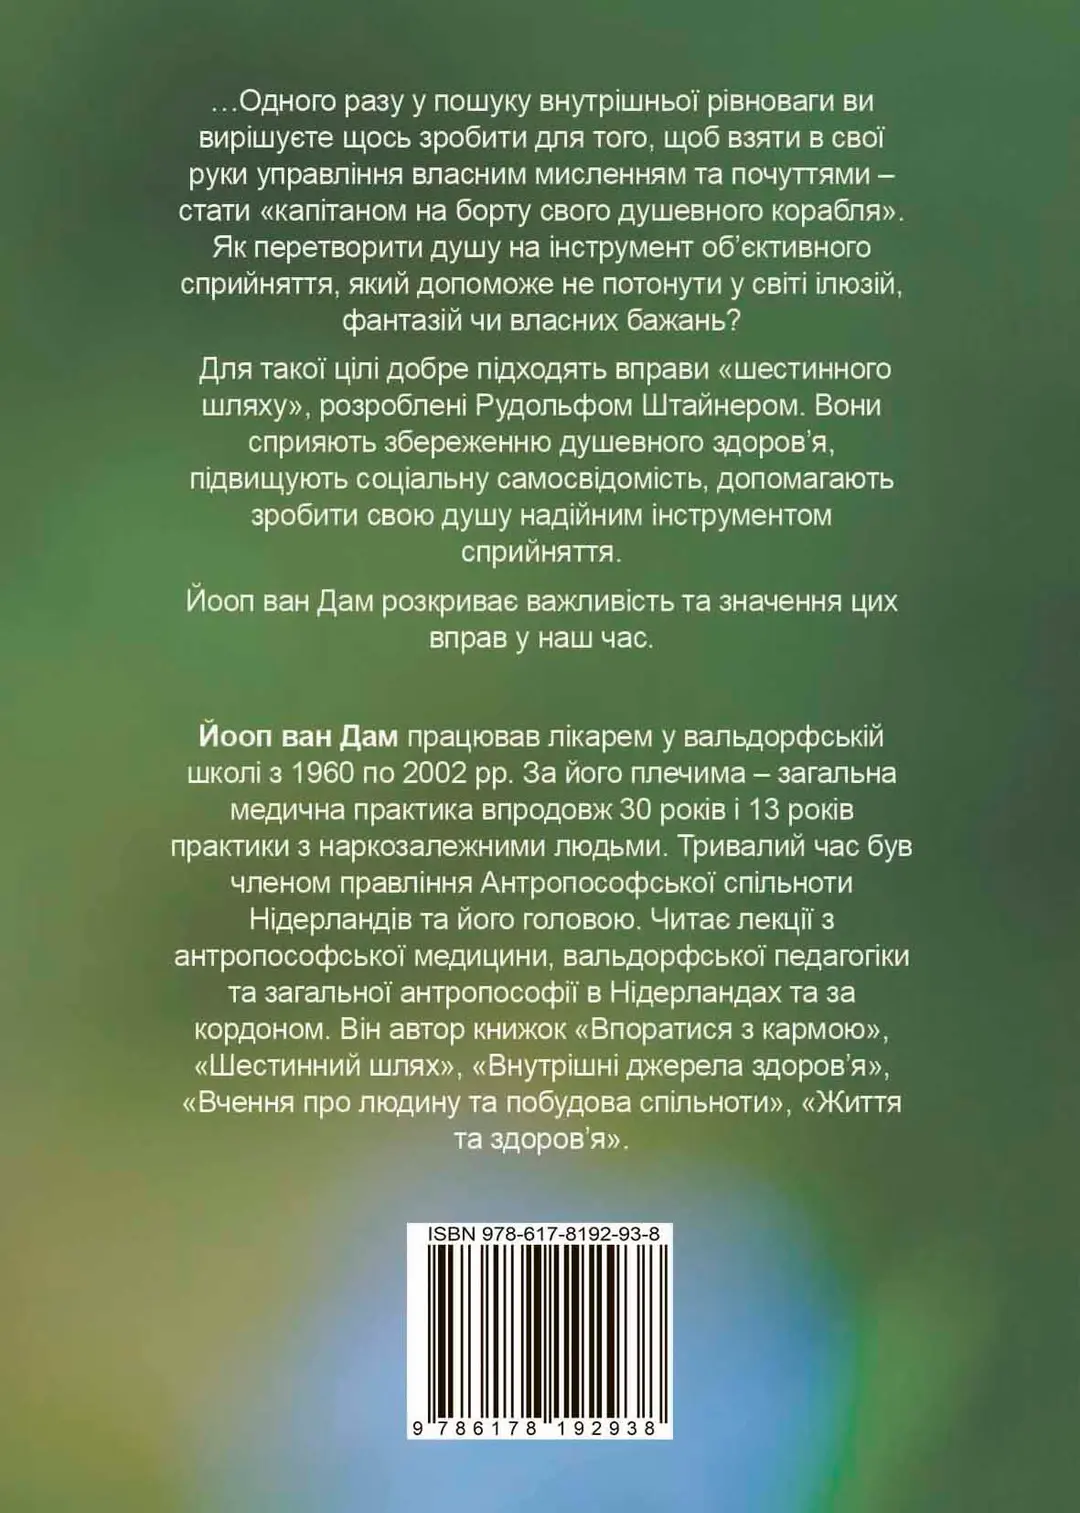 …Одного разу у пошуку внутрішньої рівноваги ви
вирішуєте щось зробити для того, щоб взяти в свої
руки управління власним мисленням та почуттями –
стати «капітаном на борту свого душевного корабля».
Як перетворити душу на інструмент об’єктивного
сприйняття, який допоможе не потонути у світі ілюзій,
фантазій чи власних бажань?
Для такої цілі добре підходять вправи «шестинного
шляху», розроблені Рудольфом Штайнером. Вони
сприяють збереженню душевного здоров’я,
підвищують соціальну самосвідомість, допомагають
зробити свою душу надійним інструментом
сприйняття.
Йооп ван Дам розкриває важливість та значення цих
вправ у наш час.
Йооп ван Дам працював лікарем у вальдорфській
школі з 1960 по 2002 рр. За його плечима – загальна
медична практика впродовж 30 років і 13 років
практики з наркозалежними людьми. Тривалий час був
членом правління Антропософської спільноти
Нідерландів та його головою. Читає лекції з
антропософської медицини, вальдорфської педагогіки
та загальної антропософії в Нідерландах та за
кордоном. Він автор книжок «Впоратися з кармою»,
«Шестинний шлях», «Внутрішні джерела здоров’я»,
«Вчення про людину та побудова спільноти», «Життя
та здоров’я».
ISBN 978-617-8192-93-8
9 786178 192938